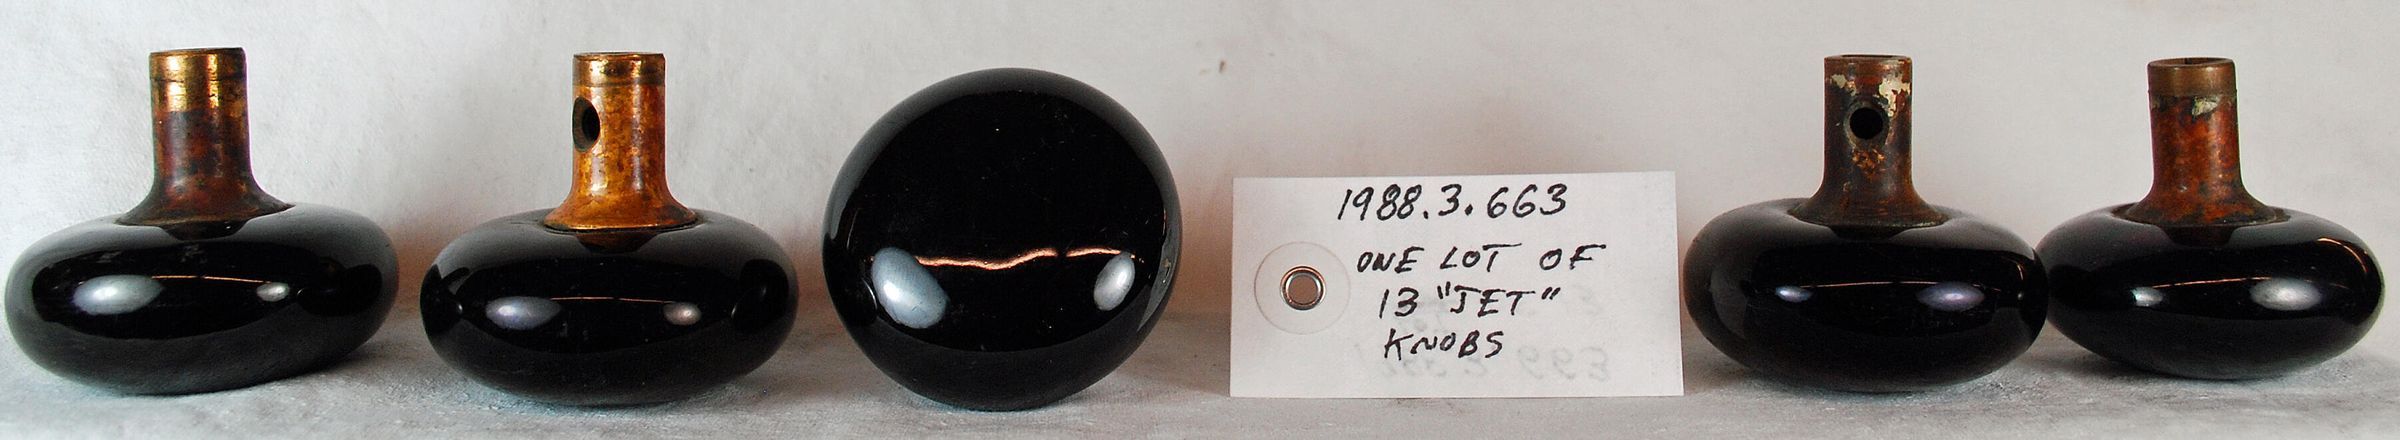 1988.3.663
ONE LOT OF
13 "JET"
KNOBS